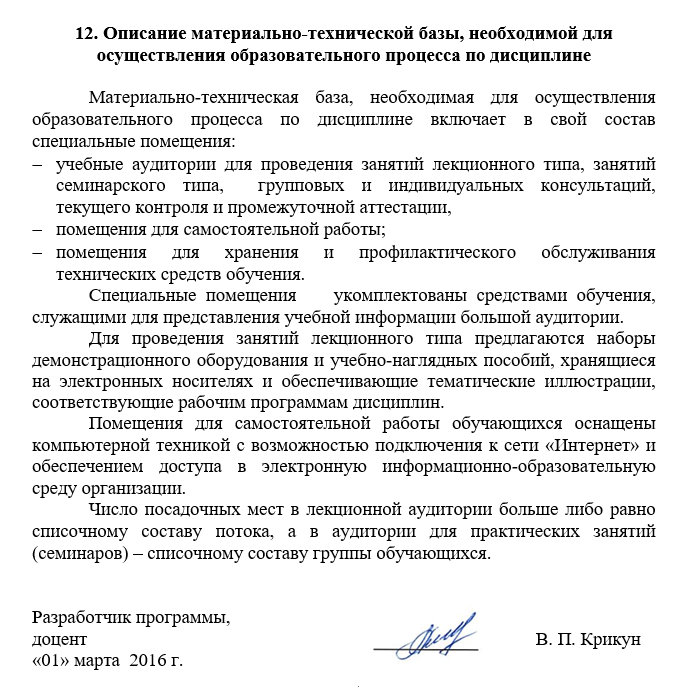 12. Описание материально-технической базы, необходимой для
осуществления образовательного процесса по дисциплине
Материально-техническая база, необходимая для осуществления
образовательного процесса по дисциплине включает в свой состав
специальные помещения:
– учебные аудитории для проведения занятий лекционного типа, занятий
семинарского типа, групповых и индивидуальных консультаций,
текущего контроля и промежуточной аттестации,
– помещения для самостоятельной работы;
– помещения для хранения и профилактического обслуживания
технических средств обучения.
Специальные помещения укомплектованы средствами обучения,
служащими для представления учебной информации большой аудитории.
Для проведения занятий лекционного типа предлагаются наборы
демонстрационного оборудования и учебно-наглядных пособий, хранящиеся
на электронных носителях и обеспечивающие тематические иллюстрации,
соответствующие рабочим программам дисциплин.
Помещения для самостоятельной работы обучающихся оснащены
компьютерной техникой с возможностью подключения к сети «Интернет» и
обеспечением доступа в электронную информационно-образовательную
среду организации.
Число посадочных мест в лекционной аудитории больше либо равно
списочному составу потока, а в аудитории для практических занятий
(семинаров) – списочному составу группы обучающихся.
Разработчик программы,
доцент В. П. Крикун
«01» марта 2016 г.